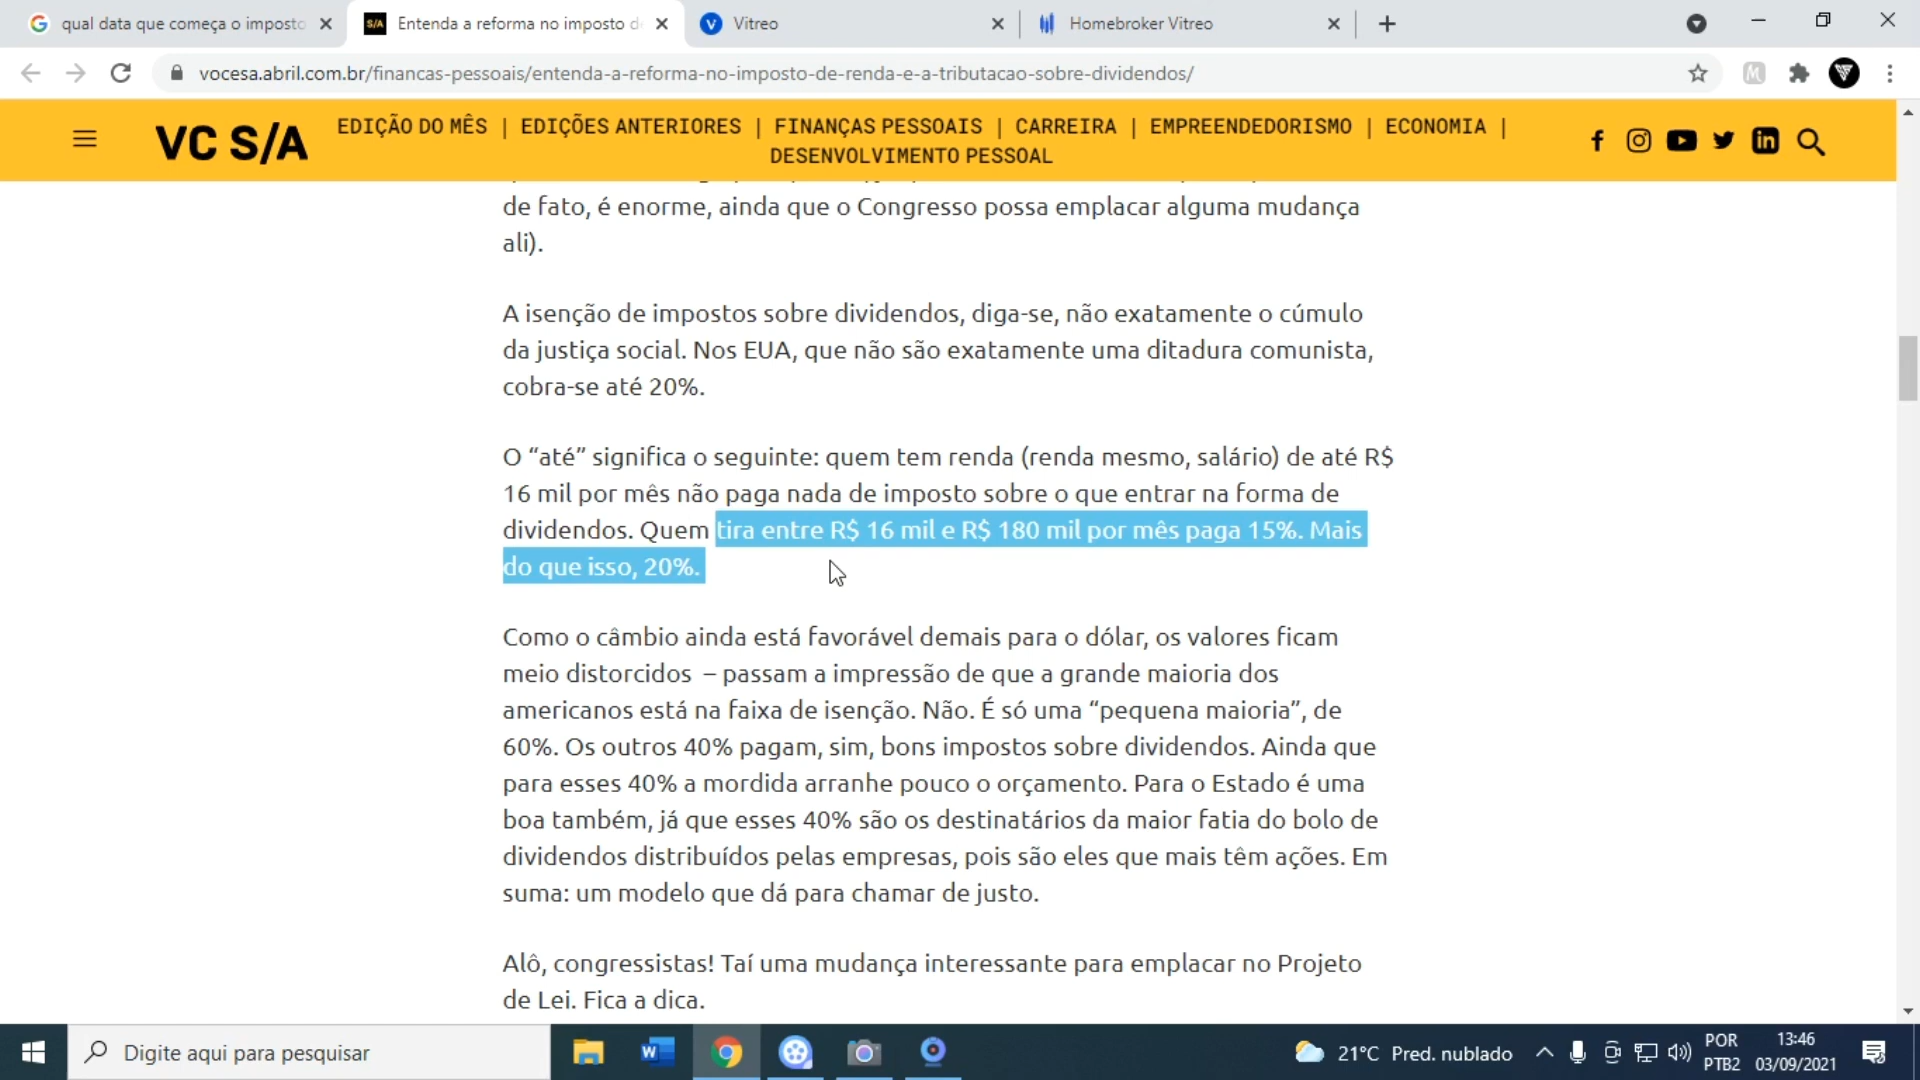 qual data que começa o imposto
Entenda a reforma no imposto de
Vitreo
Homebroker Vitreo
vocesa.abril.com.br/financas-pessoais/entenda-a-reforma-no-imposto-de-renda-e-a-tributacao-sobre-dividendos/
VC S/A
EDIÇÃO DO MÊS | EDIÇÕES ANTERIORES | FINANÇAS PESSOAIS | CARREIRA | EMPREENDEDORISMO | ECONOMIA |
DESENVOLVIMENTO PESSOAL
de fato, é enorme, ainda que o Congresso possa emplacar alguma mudança
ali).
A isenção de impostos sobre dividendos, diga-se, não exatamente o cúmulo
da justiça social. Nos EUA, que não são exatamente uma ditadura comunista,
cobra-se até 20%.
O “até” significa o seguinte: quem tem renda (renda mesmo, salário) de até R$
16 mil por mês não paga nada de imposto sobre o que entrar na forma de
dividendos. Quem tira entre R$ 16 mil e R$ 180 mil por mês paga 15%. Mais
do que isso, 20%.
Como o câmbio ainda está favorável demais para o dólar, os valores ficam
meio distorcidos – passam a impressão de que a grande maioria dos
americanos está na faixa de isenção. Não. É só uma “pequena maioria”, de
60%. Os outros 40% pagam, sim, bons impostos sobre dividendos. Ainda que
para esses 40% a mordida arranhe pouco o orçamento. Para o Estado é uma
boa também, já que esses 40% são os destinatários da maior fatia do bolo de
dividendos distribuídos pelas empresas, pois são eles que mais têm ações. Em
suma: um modelo que dá para chamar de justo.
Alô, congressistas! Taí uma mudança interessante para emplacar no Projeto
de Lei. Fica a dica.
Digite aqui para pesquisar
21°C Pred. nublado
POR
PTB2
13:46
03/09/2021